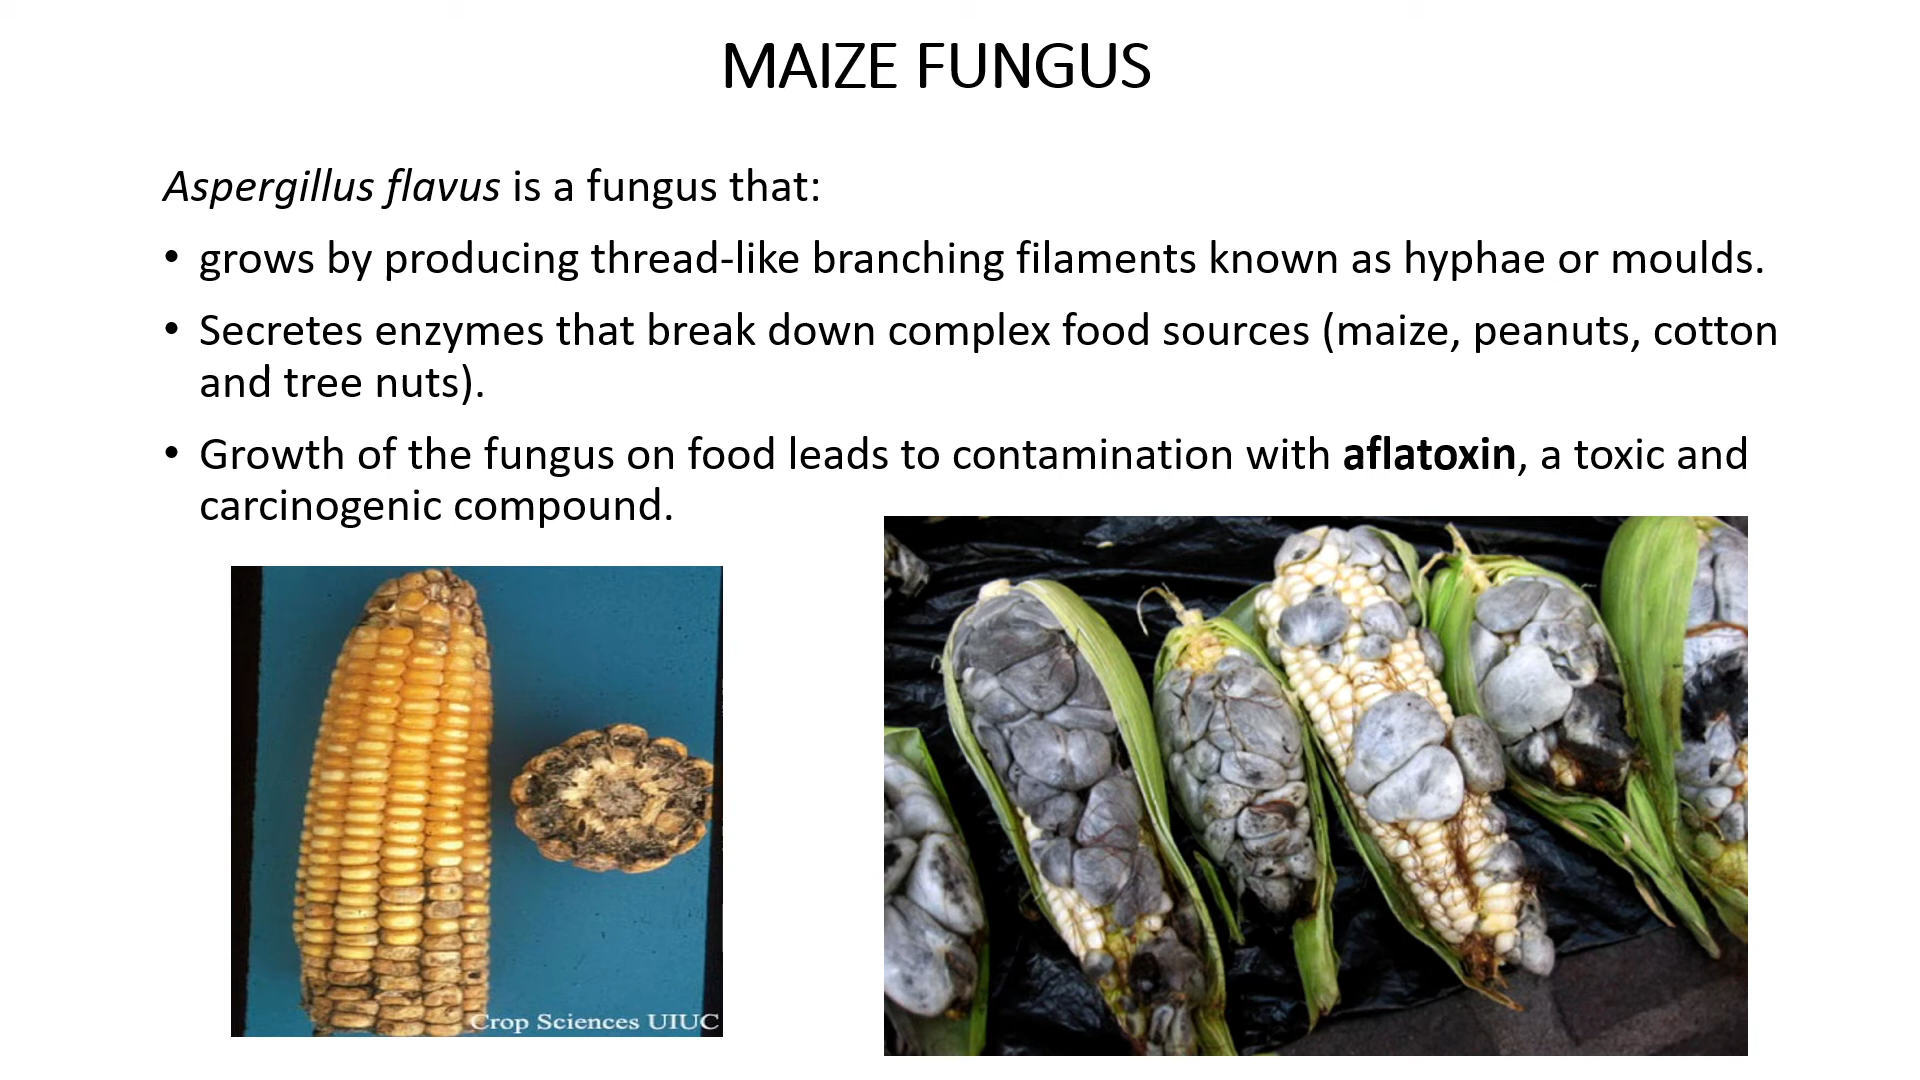 MAIZE FUNGUS
Aspergillus flavus is a fungus that:
• grows by producing thread-like branching filaments known as hyphae or moulds.
• Secretes enzymes that break down complex food sources (maize, peanuts, cotton
and tree nuts).
• Growth of the fungus on food leads to contamination with aflatoxin, a toxic and
carcinogenic compound.
Crop Sciences UIUC